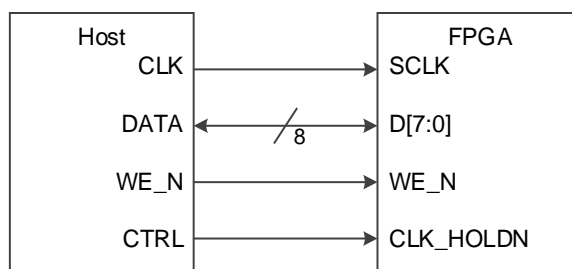 Host FPGA
CLK SCLK
DATA 8 D[7:0]
WE_N WE_N
CTRL CLK_HOLDN